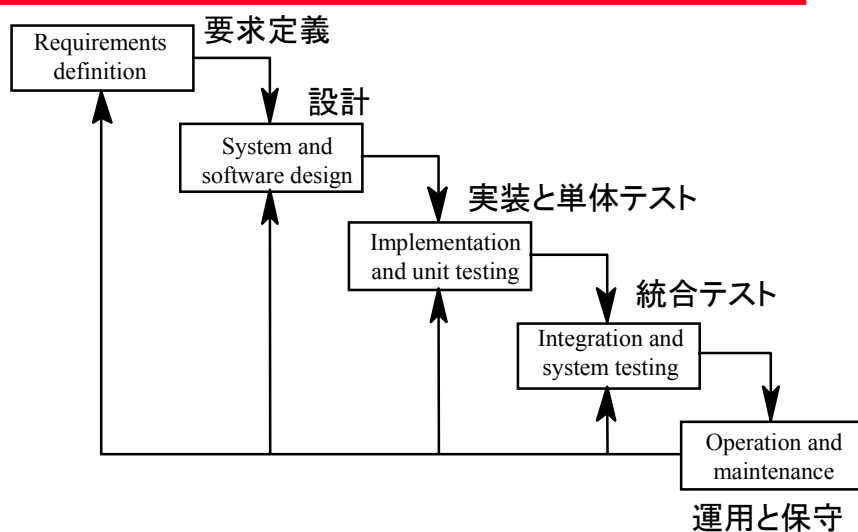 要求定義
Requirements
definition
設計
System and
software design
実装と単体テスト
Implementation
and unit testing
統合テスト
Integration and
system testing
Operation and
maintenance
運用と保守